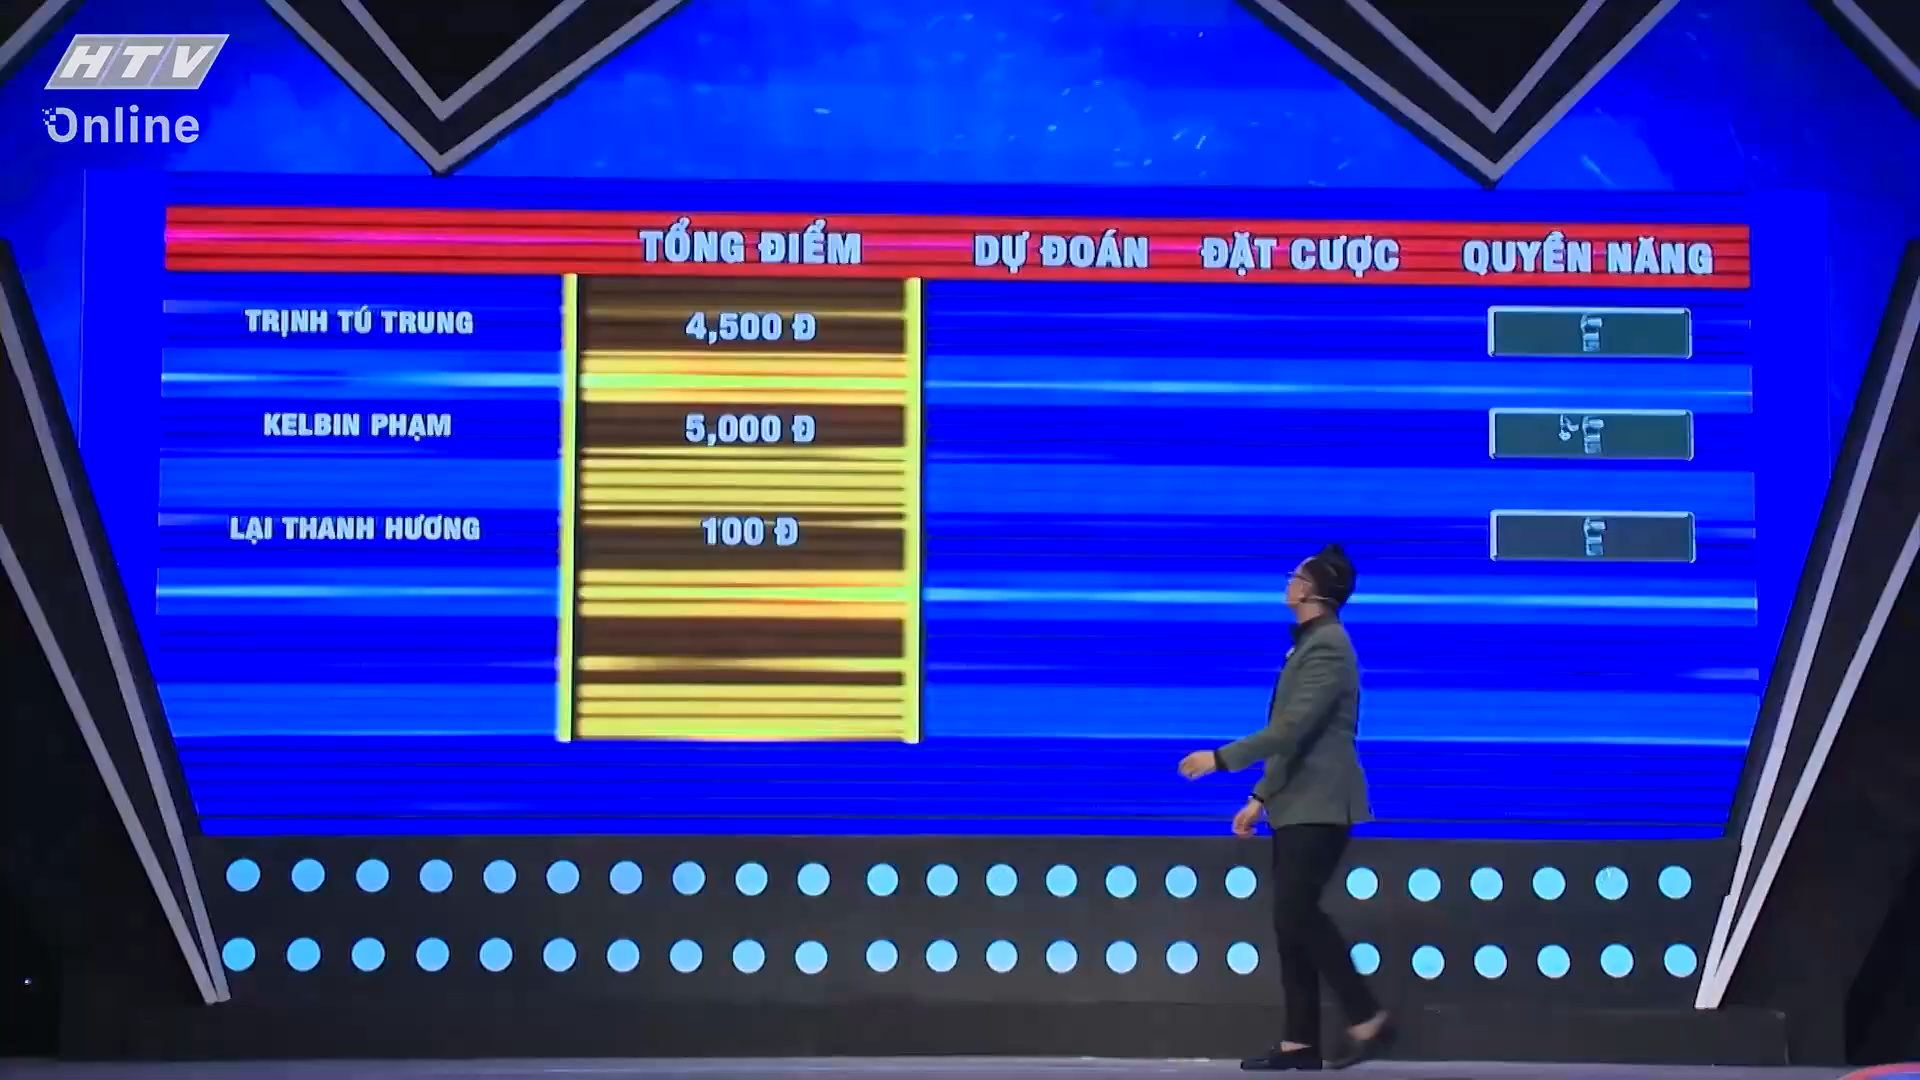 HTV
Online
TỔNG ĐIỂM DỰ ĐOÁN ĐẶT CƯỢC QUYỀN NĂNG
TRỊNH TÚ TRUNG 4,500 Đ
KELBIN PHẠM 5,000 Đ
LẠI THANH HƯƠNG 100 Đ